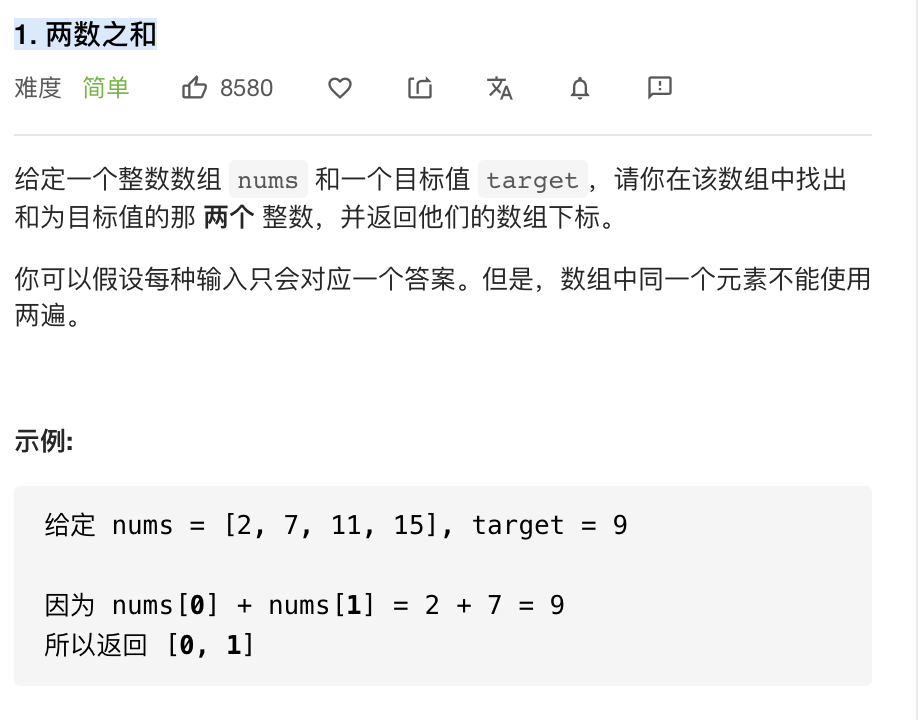 1. 两数之和
难度 简单 8580
给定一个整数数组 nums 和一个目标值 target，请你在该数组中找出
和为目标值的那 两个 整数，并返回他们的数组下标。
你可以假设每种输入只会对应一个答案。但是，数组中同一个元素不能使用
两遍。
示例:
给定 nums = [2, 7, 11, 15], target = 9
因为 nums[0] + nums[1] = 2 + 7 = 9
所以返回 [0, 1]